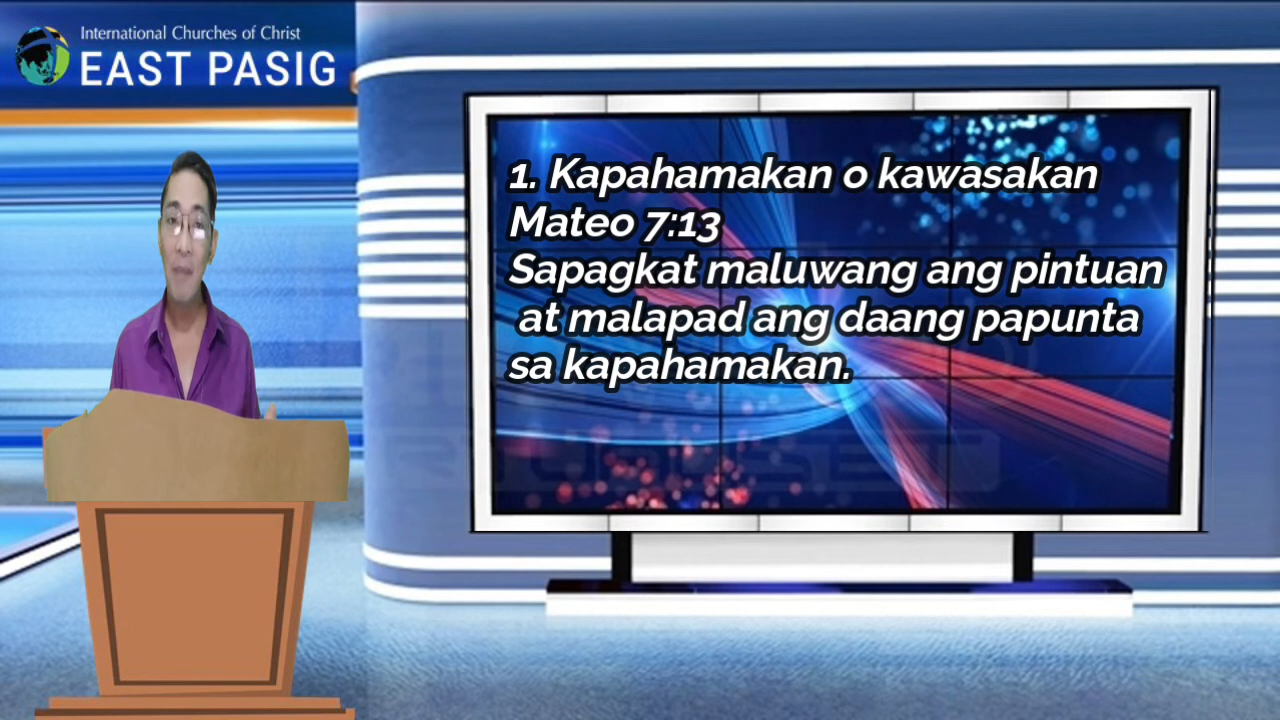 International Churches of Christ
EAST PASIG
1. Kapahamakan o kawasakan
Mateo 7:13
Sapagkat maluwang ang pintuan
at malapad ang daang papunta
sa kapahamakan.